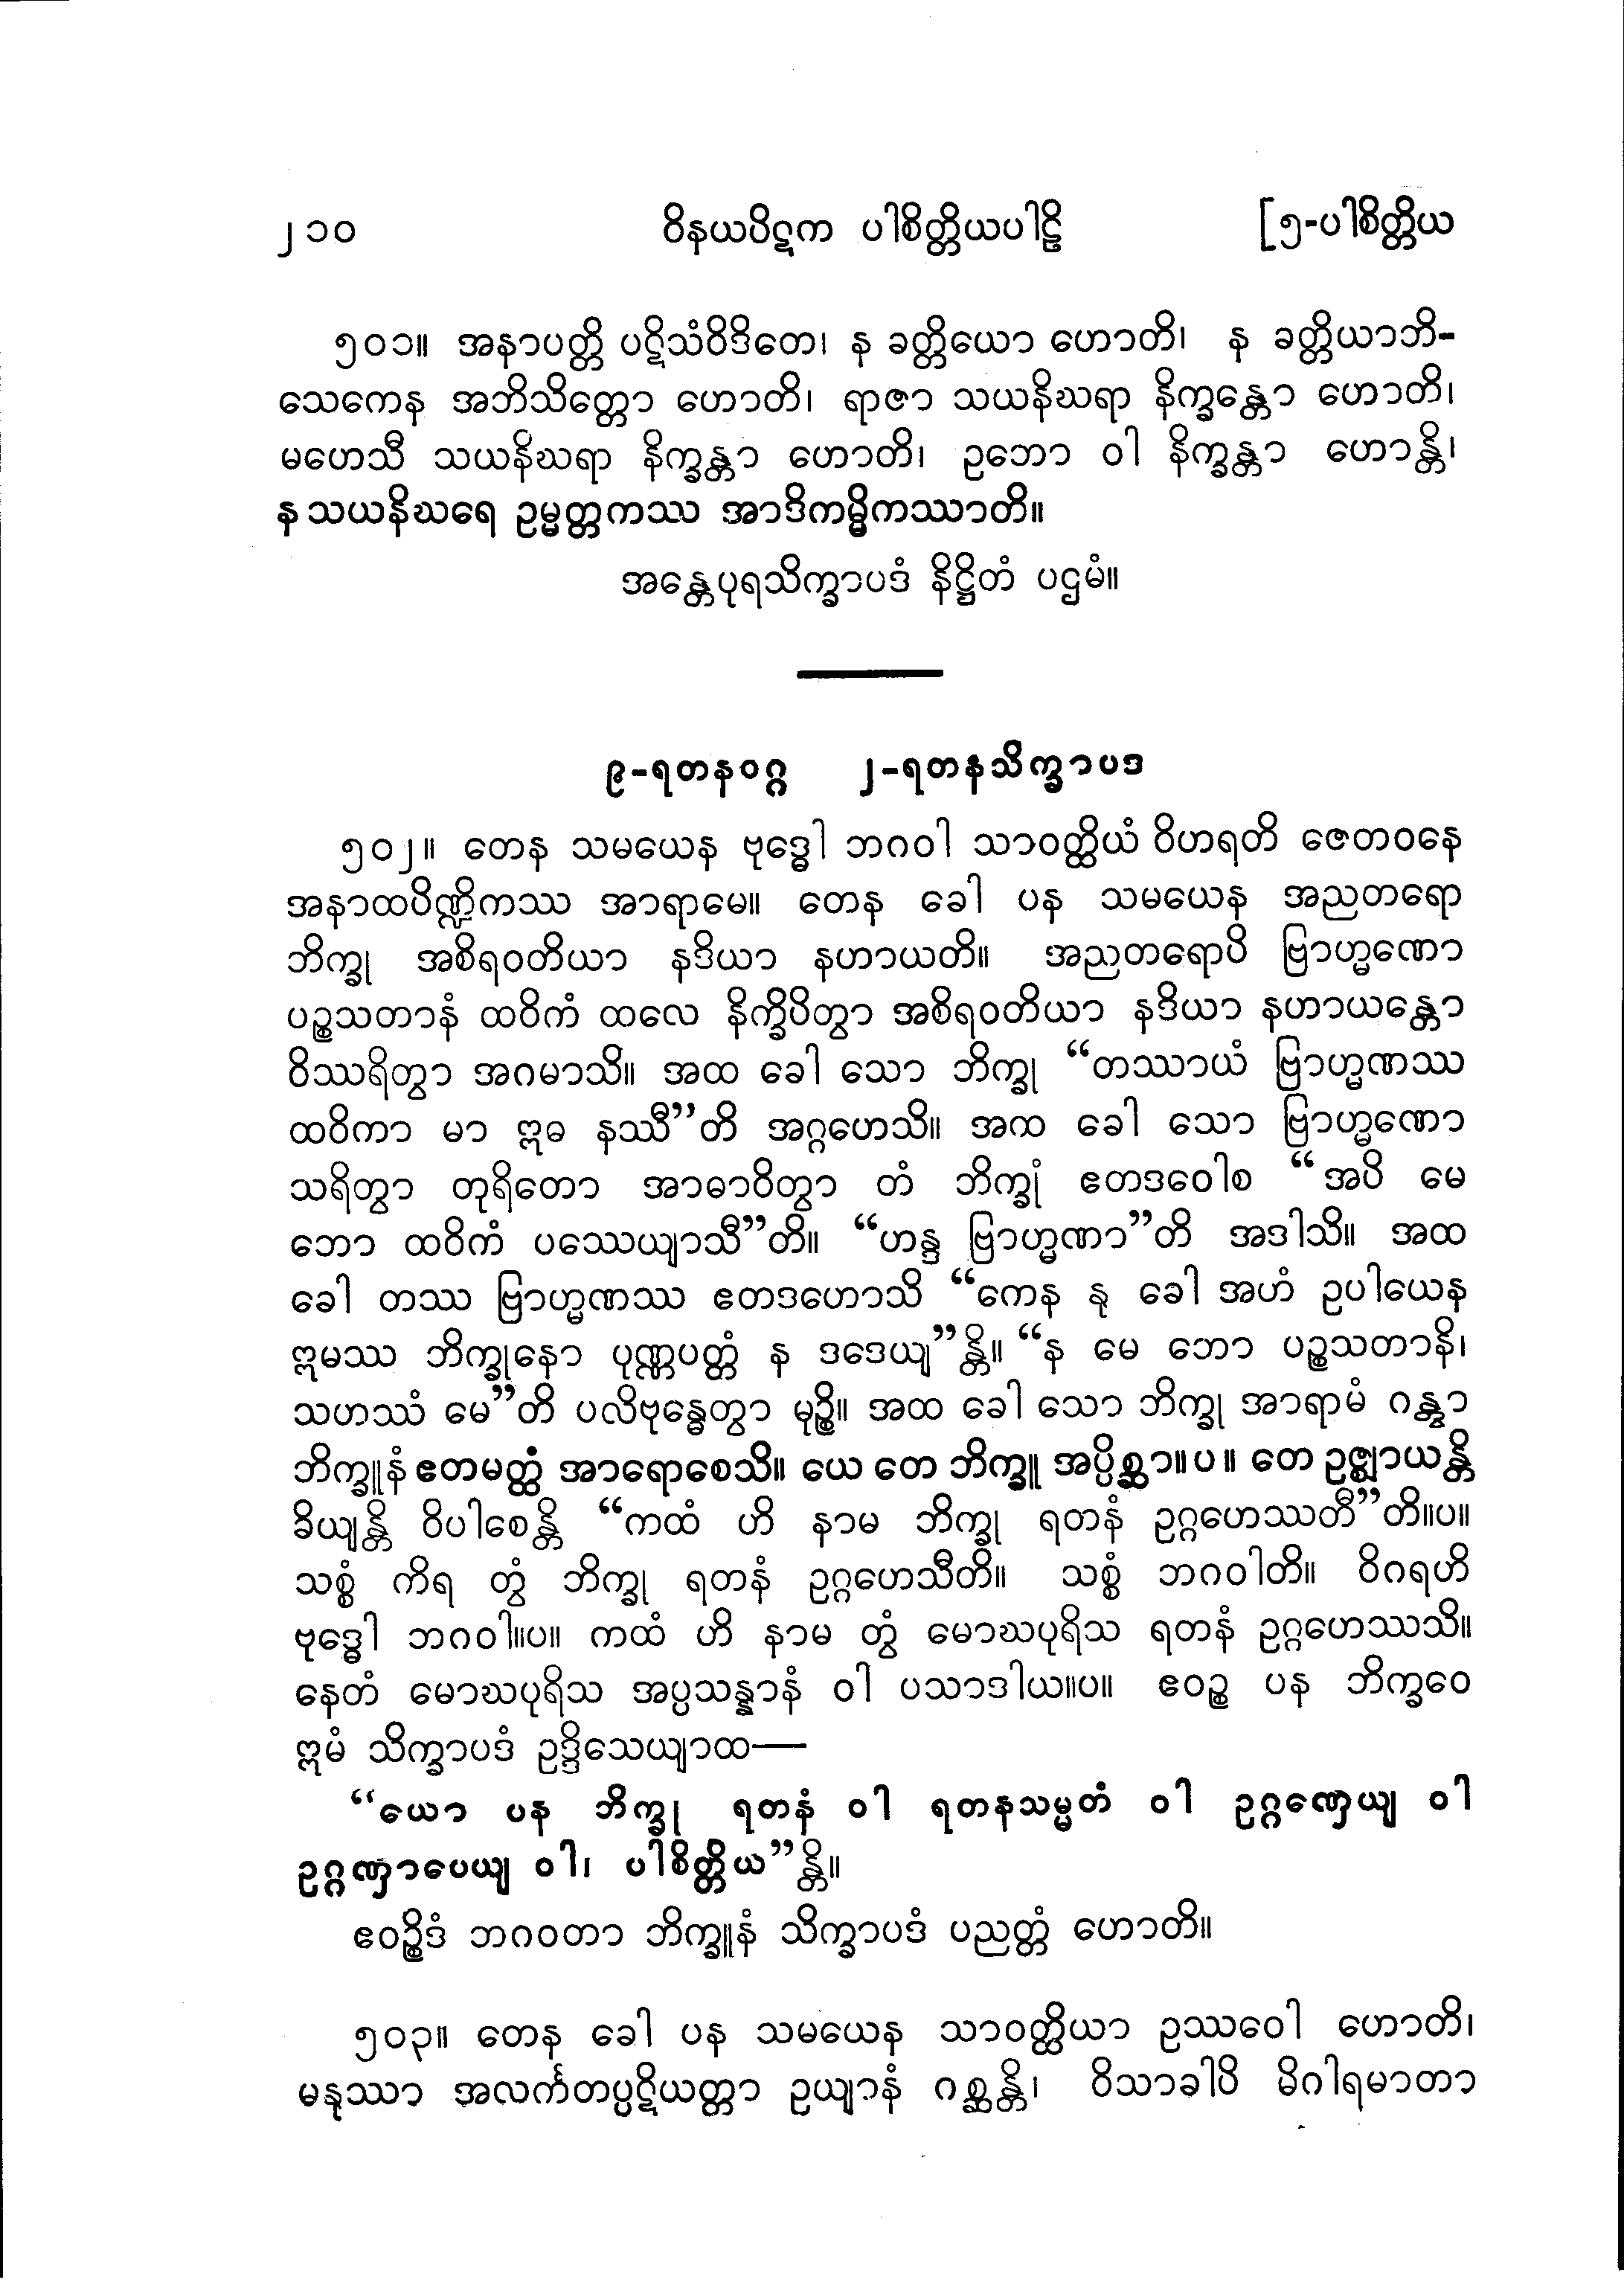 ၂၁၀ ဝိနယပိဋက ပါစိတ္တိယပါဠိ [၅-ပါစိတ္တိယ
၅၀၁။ အနာပတ္တိ ပဋိသံဝိဒိတေ၊ န ခတ္တိယော ဟောတိ၊ န ခတ္တိယာဘိ-
သေကေန အဘိသိတ္တော ဟောတိ၊ ရာဇာ သယနိဃရာ နိက္ခန္တော ဟောတိ၊
မဟေသီ သယနိဃရာ နိက္ခန္တာ ဟောတိ၊ ဥဘော ဝါ နိက္ခန္တာ ဟောန္တိ၊
န သယနိဃရေ ဥမ္မတ္တကဿ အာဒိကမ္မိကဿာတိ။
အန္တေပုရသိက္ခာပဒံ နိဋ္ဌိတံ ပဌမံ။
၉-ရတနဝဂ္ဂ ၂-ရတနသိက္ခာပဒ
၅၀၂။ တေန သမယေန ဗုဒ္ဓေါ ဘဂဝါ သာဝတ္ထိယံ ဝိဟရတိ ဇေတဝနေ
အနာထပိဏ္ဍိကဿ အာရာမေ။ တေန ခေါ ပန သမယေန အညတရော
ဘိက္ခု အစိရဝတိယာ နဒိယာ နဟာယတိ။ အညတရောပိ ဗြာဟ္မဏော
ပဉ္စသတာနံ ထဝိကံ ထလေ နိက္ခိပိတွာ အစိရဝတိယာ နဒိယာ နဟာယန္တော
ဝိဿရိတွာ အဂမာသိ။ အထ ခေါ သော ဘိက္ခု “တဿာယံ ဗြာဟ္မဏဿ
ထဝိကာ မာ ဣဓ နဿီ”တိ အဂ္ဂဟေသိ။ အထ ခေါ သော ဗြာဟ္မဏော
သရိတွာ တုရိတော အာဓာဝိတွာ တံ ဘိက္ခုံ ဧတဒဝေါစ “အပိ မေ
ဘော ထဝိကံ ပဿေယျာသီ”တိ။ “ဟန္ဒ ဗြာဟ္မဏာ”တိ အဒါသိ။ အထ
ခေါ တဿ ဗြာဟ္မဏဿ ဧတဒဟောသိ “ကေန နု ခေါ အဟံ ဥပါယေန
ဣမဿ ဘိက္ခုနော ပုဏ္ဏပတ္တံ န ဒဒေယျ”န္တိ။ “န မေ ဘော ပဉ္စသတာနိ၊
သဟဿံ မေ”တိ ပလိဗုန္ဓေတွာ မုဉ္စိ။ အထ ခေါ သော ဘိက္ခု အာရာမံ ဂန္တွာ
ဘိက္ခူနံ ဧတမတ္ထံ အာရောစေသိ။ ယေ တေ ဘိက္ခူ အပ္ပိစ္ဆာ။ပ။ တေ ဥဇ္ဈာယန္တိ
ခိယျန္တိ ဝိပါစေန္တိ “ကထံ ဟိ နာမ ဘိက္ခု ရတနံ ဥဂ္ဂဟေဿတီ”တိ။ပ။
သစ္စံ ကိရ တွံ ဘိက္ခု ရတနံ ဥဂ္ဂဟေသီတိ။ သစ္စံ ဘဂဝါတိ။ ဝိဂရဟိ
ဗုဒ္ဓေါ ဘဂဝါ။ပ။ ကထံ ဟိ နာမ တွံ မောဃပုရိသ ရတနံ ဥဂ္ဂဟေဿသိ။
နေတံ မောဃပုရိသ အပ္ပသန္နာနံ ဝါ ပသာဒါယ။ပ။ ဧဝဉ္စ ပန ဘိက္ခဝေ
ဣမံ သိက္ခာပဒံ ဥဒ္ဒိသေယျာထ—
“ယော ပန ဘိက္ခု ရတနံ ဝါ ရတနသမ္မတံ ဝါ ဥဂ္ဂဏှေယျ ဝါ
ဥဂ္ဂဏှာပေယျ ဝါ၊ ပါစိတ္တိယ”န္တိ။
ဧဝဉ္စိဒံ ဘဂဝတာ ဘိက္ခူနံ သိက္ခာပဒံ ပညတ္တံ ဟောတိ။
၅၀၃။ တေန ခေါ ပန သမယေန သာဝတ္ထိယာ ဥဿဝေါ ဟောတိ၊
မနုဿာ အလင်္ကတပ္ပဋိယတ္တာ ဥယျာနံ ဂစ္ဆန္တိ၊ ဝိသာခါပိ မိဂါရမာတာ